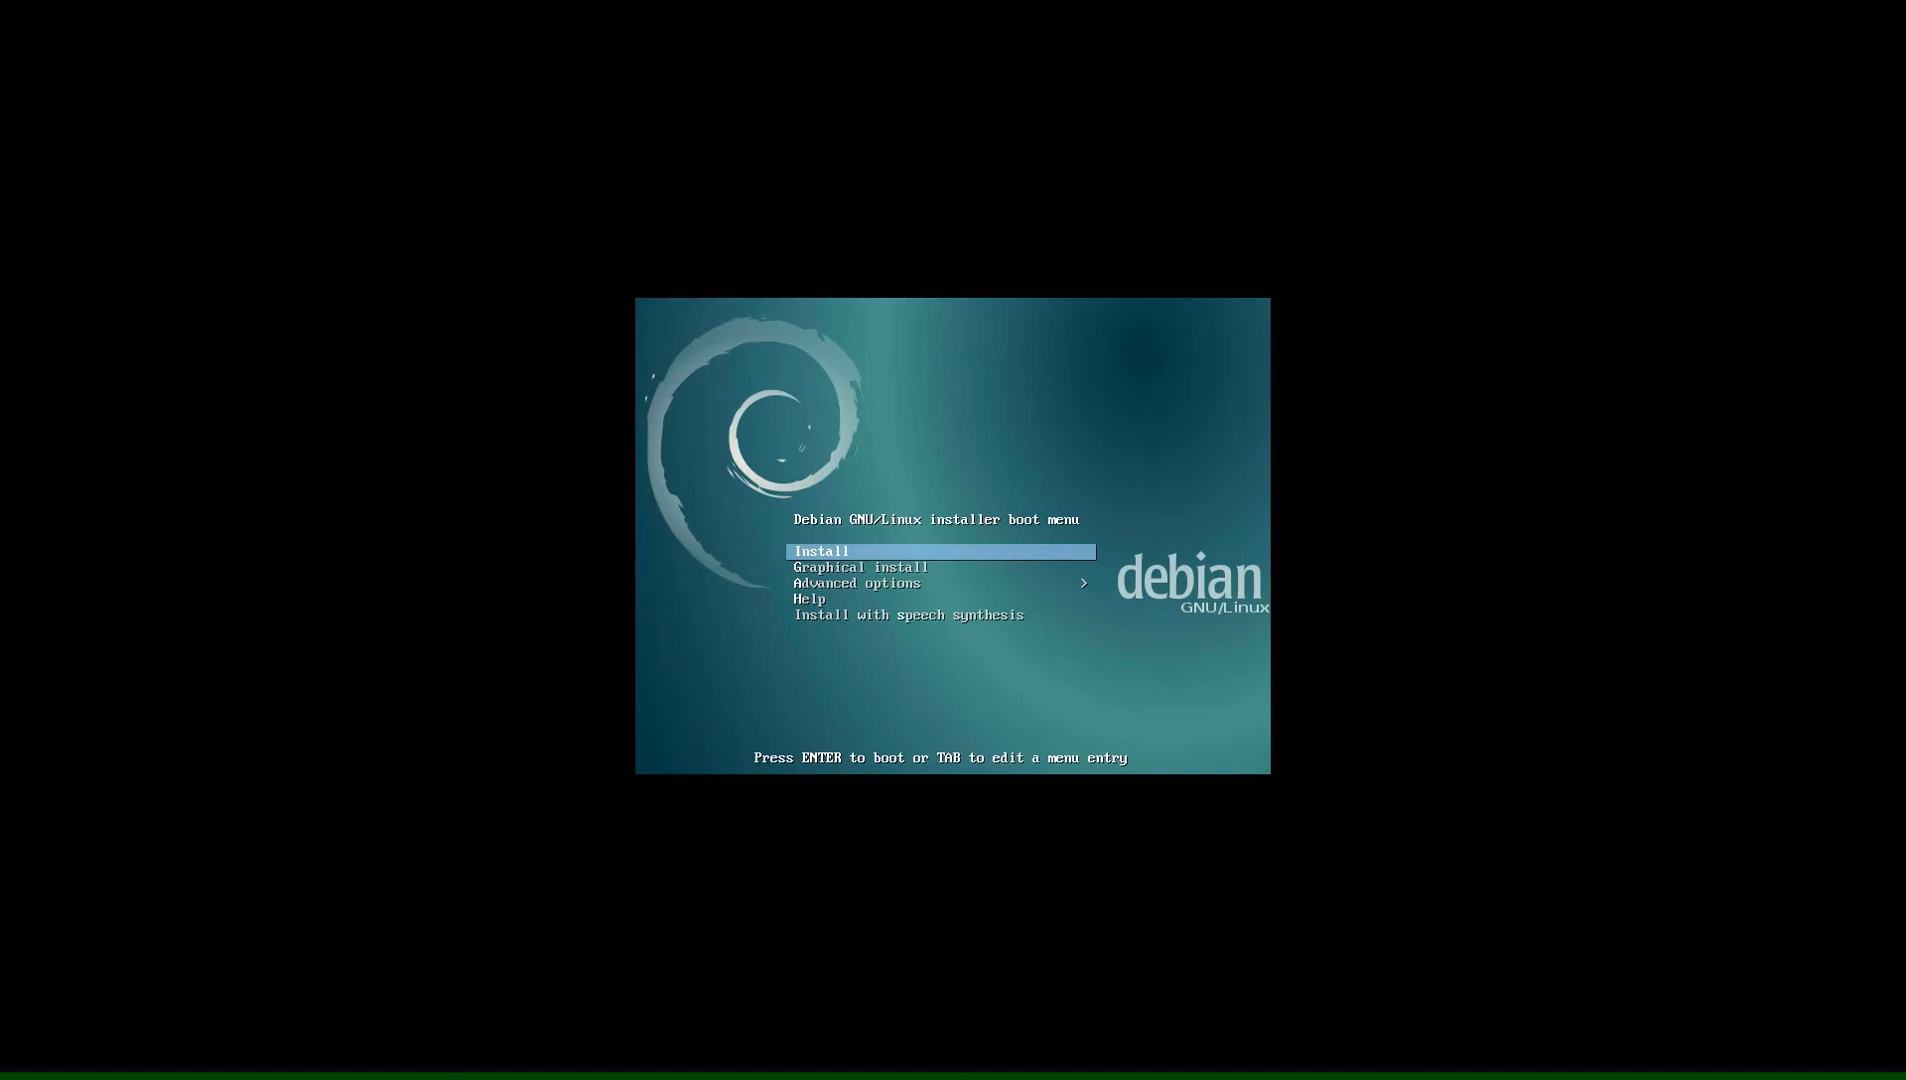 Debian GNU/Linux installer boot menu
Install
Graphical install
Advanced options >
Help
Install with speech synthesis
debian
GNU/Linux
Press ENTER to boot or TAB to edit a menu entry